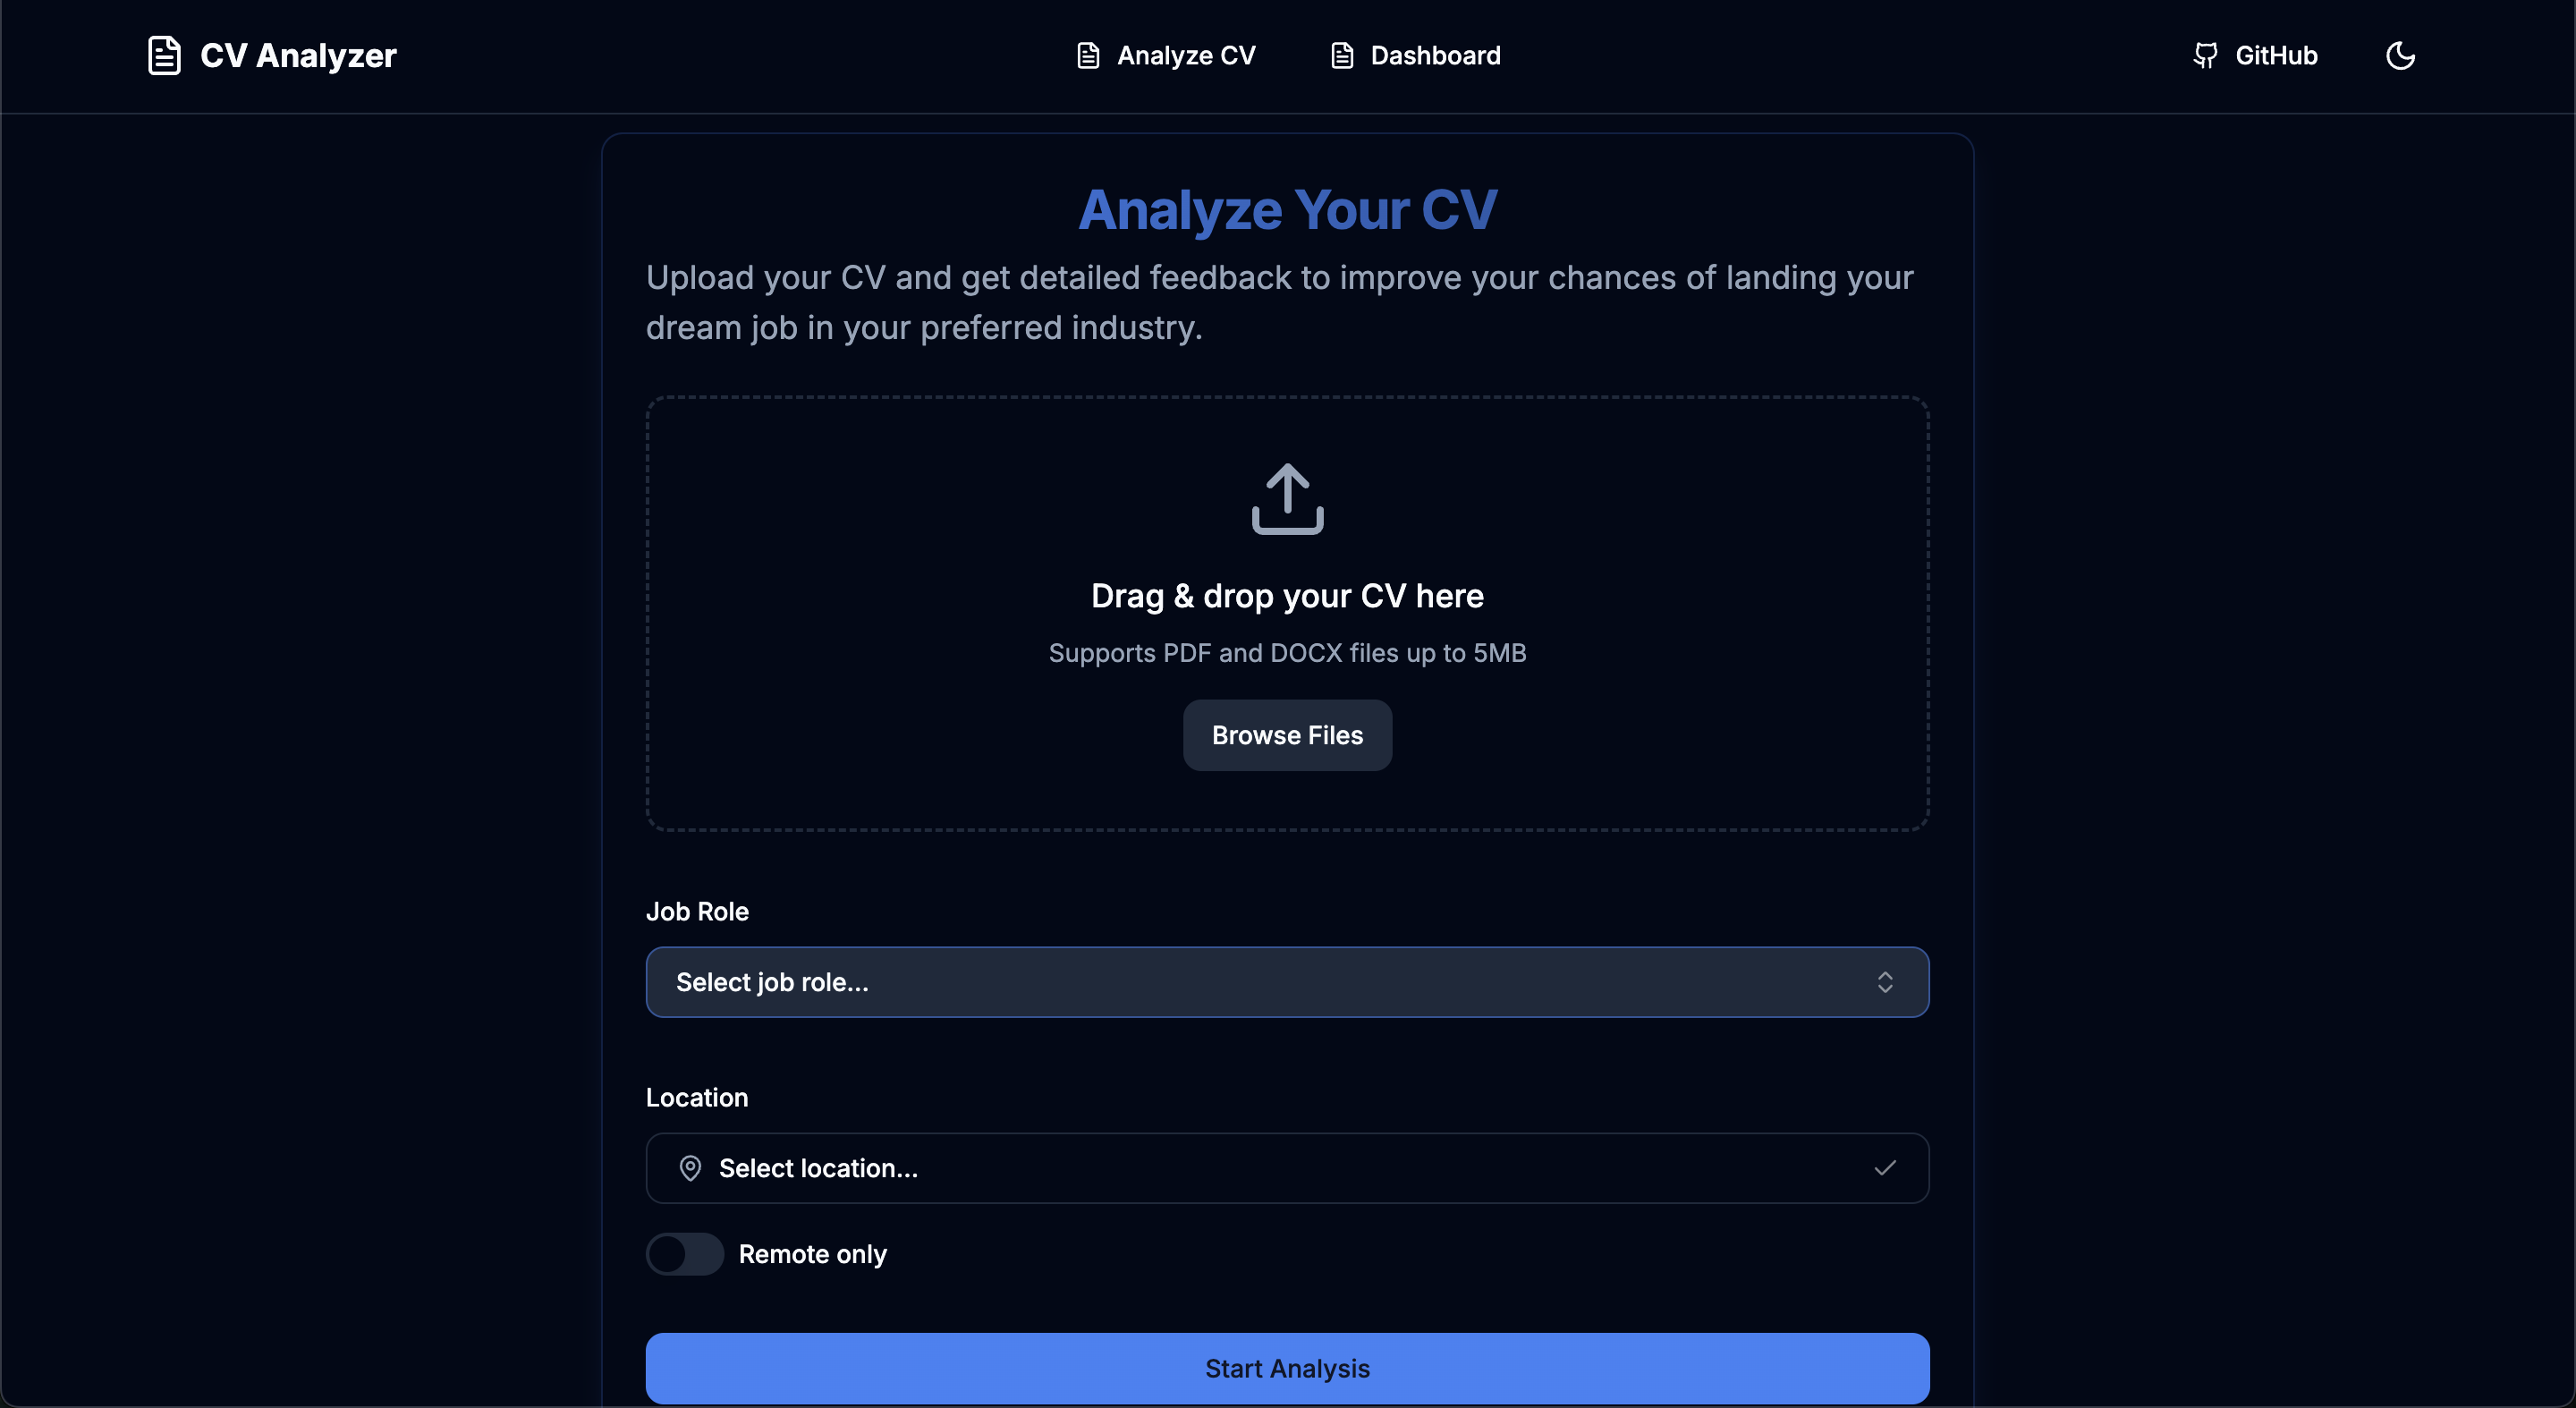 CV Analyzer
Analyze CV
Dashboard
GitHub
Analyze Your CV
Upload your CV and get detailed feedback to improve your chances of landing your
dream job in your preferred industry.
Drag & drop your CV here
Supports PDF and DOCX files up to 5MB
Browse Files
Job Role
Select job role...
Location
Select location...
Remote only
Start Analysis